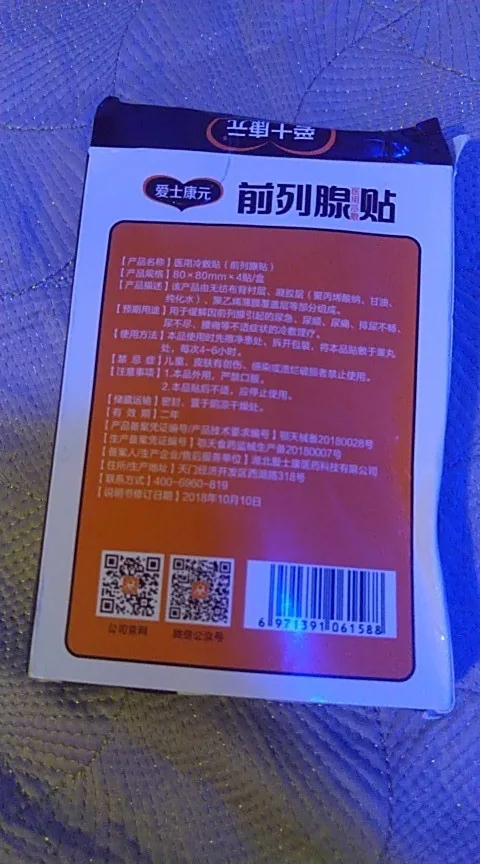 爱士康元
爱士康元
前列腺贴
医用冷敷
【产品名称】医用冷敷贴（前列腺贴）
【产品规格】80×80mm×4贴/盒
【产品描述】该产品由无纺布背衬层、凝胶层（聚丙烯酸钠、甘油、
纯化水）、聚乙烯薄膜覆盖层等部分组成。
【预期用途】用于缓解因前列腺引起的尿急、尿频、尿痛、排尿不畅、
尿不尽、腰痛等不适症状的冷敷理疗。
【使用方法】本品使用时先擦净患处，拆开包装，将本品贴敷于睾丸
处，每次4-6小时。
【禁忌症】儿童、皮肤有创伤、感染或溃烂破损者禁止使用。
【注意事项】1.本品外用，严禁口服。
2.本品贴后不适，应停止使用。
【储藏运输】密封，置于阴凉干燥处。
【有效期】二年
【产品备案凭证编号/产品技术要求编号】鄂天械备20180028号
【生产备案凭证编号】鄂天食药监械生产备20180007号
【备案人/生产企业/售后服务单位】湖北爱士康医药科技有限公司
【住所/生产地址】天门经济开发区西湖路318号
【联系方式】400-6960-819
【说明书修订日期】2018年10月10日
公司官网
微信公众号
6 971391 061588